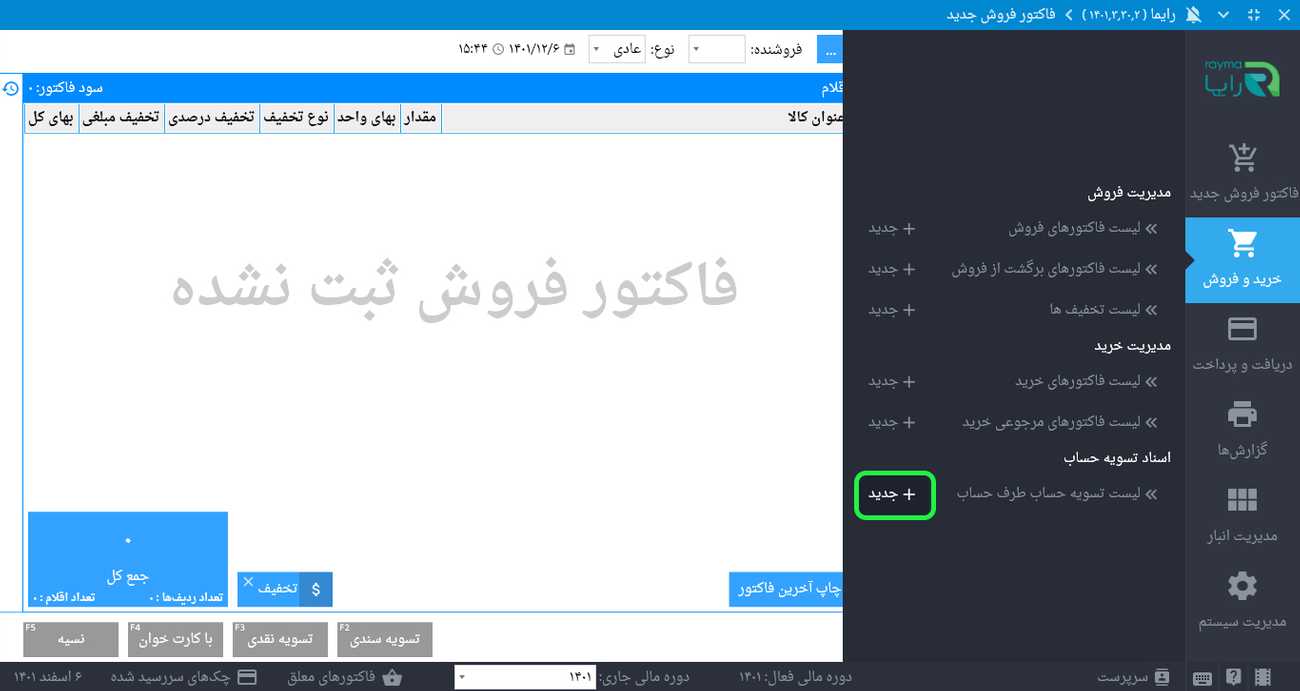 رایما (۱۴۰۱,۳,۳۰,۲) > فاکتور فروش جدید
rayma
رایما
فاکتور فروش جدید
خرید و فروش
دریافت و پرداخت
گزارش‌ها
مدیریت انبار
مدیریت سیستم
مدیریت فروش
لیست فاکتورهای فروش + جدید
لیست فاکتورهای برگشت از فروش + جدید
لیست تخفیف ها + جدید
مدیریت خرید
لیست فاکتورهای خرید + جدید
لیست فاکتورهای مرجوعی خرید + جدید
اسناد تسویه حساب
لیست تسویه حساب طرف حساب + جدید
... فروشنده: نوع: عادی ۱۴۰۱/۱۲/۶ ۱۵:۴۴
قلام سود فاکتور: ۰
عنوان کالا مقدار بهای واحد نوع تخفیف تخفیف درصدی تخفیف مبلغی بهای کل
فاکتور فروش ثبت نشده
چاپ آخرین فاکتور
$ تخفیف ×
۰
جمع کل
تعداد ردیف‌ها: ۰ تعداد اقلام: ۰
تسویه سندی F2
تسویه نقدی F3
با کارت خوان F4
نسیه F5
سرپرست دوره مالی فعال: ۱۴۰۱ دوره مالی جاری: ۱۴۰۱ فاکتورهای معلق چک‌های سررسید شده ۶ اسفند ۱۴۰۱